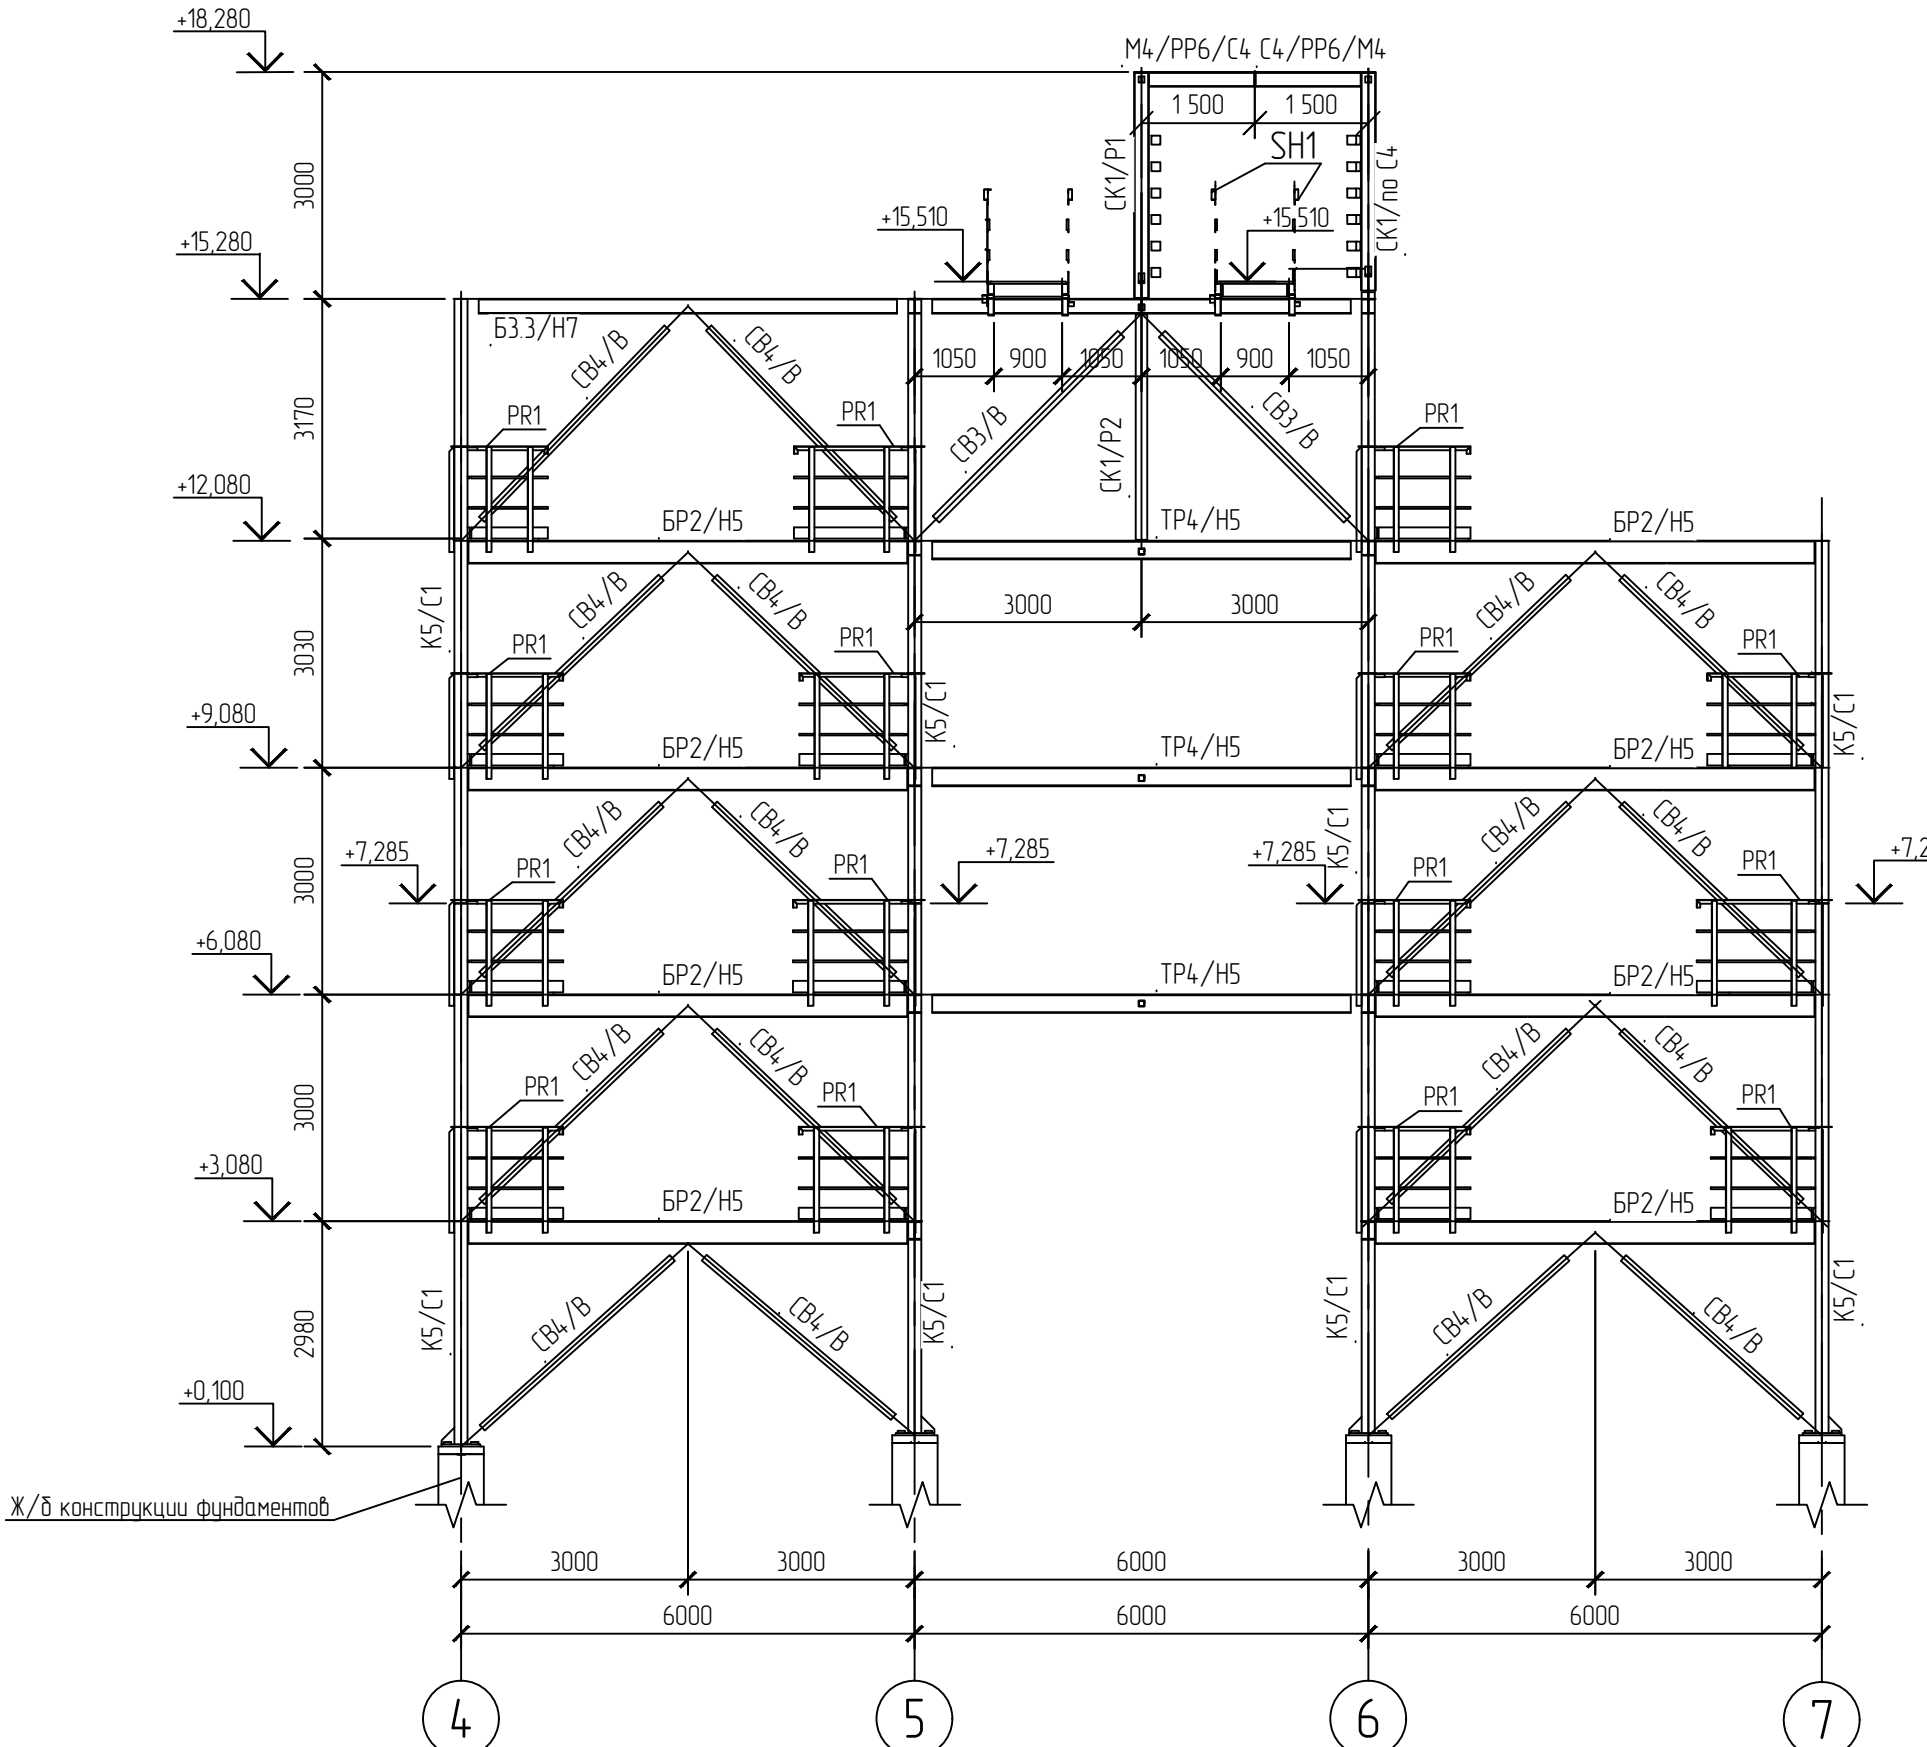 +18,280
М4/РР6/С4 С4/РР6/М4
1 500 1 500
SH1
СК1/Р1
СК1/по С4
3000
+15,510 +15,510
+15,280
Б3.3/Н7
СВ4/В СВ4/В
1050 900 1050 1050 900 1050
3170
PR1 PR1 PR1
СВ3/В СВ3/В
СК1/Р2
+12,080
БР2/Н5 ТР4/Н5 БР2/Н5
К5/С1
СВ4/В СВ4/В СВ4/В СВ4/В
3000 3000
3030
PR1 PR1 PR1 PR1
К5/С1 К5/С1
+9,080
БР2/Н5 ТР4/Н5 БР2/Н5
СВ4/В СВ4/В СВ4/В СВ4/В
К5/С1
+7,285 +7,285 +7,285 +7,2
3000
PR1 PR1 PR1 PR1
+6,080
БР2/Н5 ТР4/Н5 БР2/Н5
СВ4/В СВ4/В СВ4/В СВ4/В
3000
PR1 PR1 PR1 PR1
+3,080
БР2/Н5 БР2/Н5
К5/С1 К5/С1 К5/С1 К5/С1
СВ4/В СВ4/В СВ4/В СВ4/В
2980
+0,100
Ж/б конструкции фундаментов
3000 3000 6000 3000 3000
6000 6000 6000
4 5 6 7